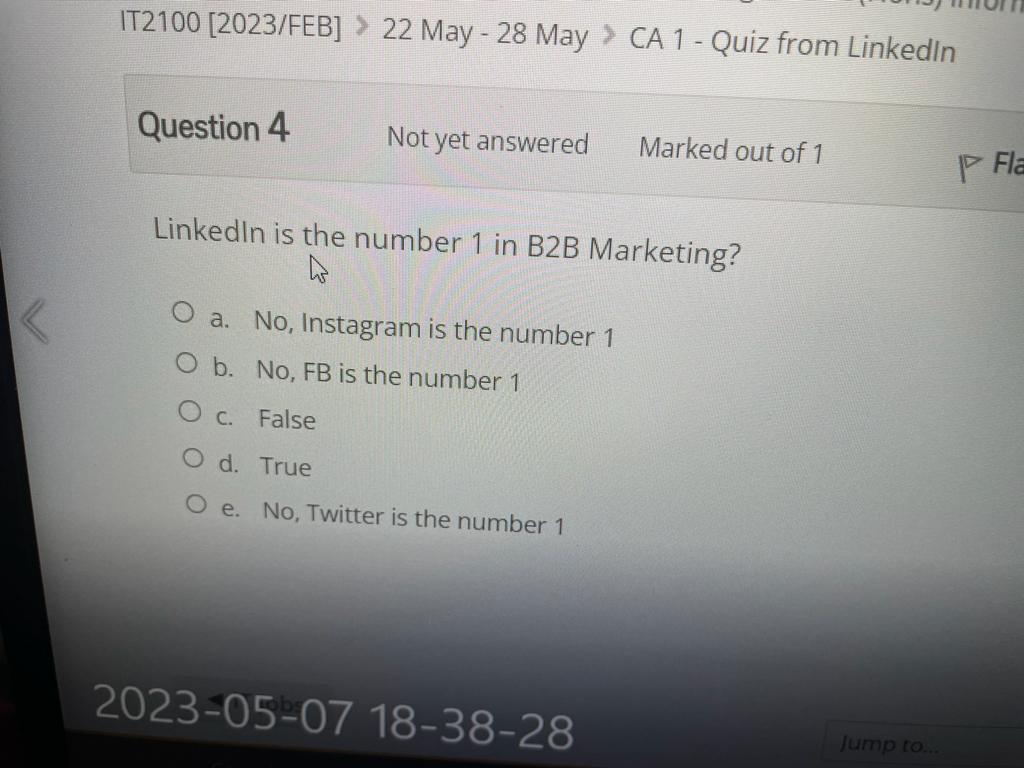 IT2100 [2023/FEB] > 22 May - 28 May > CA 1 - Quiz from LinkedIn
Question 4 Not yet answered Marked out of 1
LinkedIn is the number 1 in B2B Marketing?
a. No, Instagram is the number 1
b. No, FB is the number 1
c. False
d. True
e. No, Twitter is the number 1
2023-05-07 18-38-28
Jump to...